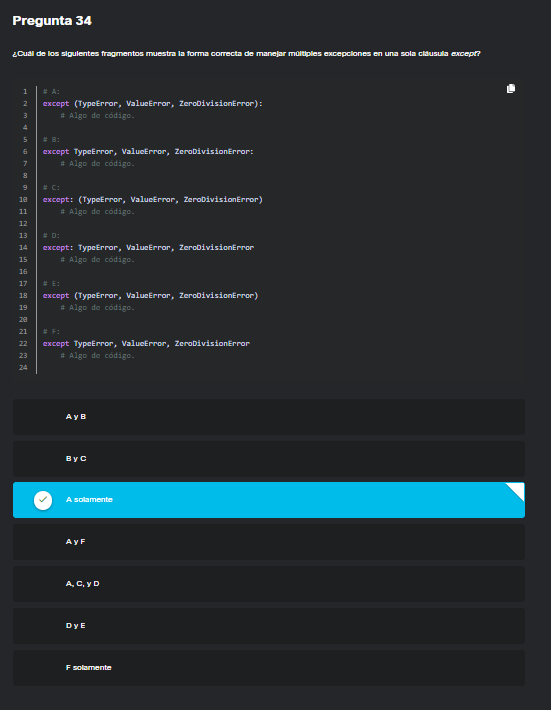 Pregunta 34
¿Cuál de los siguientes fragmentos muestra la forma correcta de manejar múltiples excepciones en una sola cláusula except?
1 # A:
2 except (TypeError, ValueError, ZeroDivisionError):
3 # Algo de código.
4
5 # B:
6 except TypeError, ValueError, ZeroDivisionError:
7 # Algo de código.
8
9 # C:
10 except: (TypeError, ValueError, ZeroDivisionError)
11 # Algo de código.
12
13 # D:
14 except: TypeError, ValueError, ZeroDivisionError
15 # Algo de código.
16
17 # E:
18 except (TypeError, ValueError, ZeroDivisionError)
19 # Algo de código.
20
21 # F:
22 except TypeError, ValueError, ZeroDivisionError
23 # Algo de código.
24
A y B
B y C
A solamente
A y F
A, C, y D
D y E
F solamente